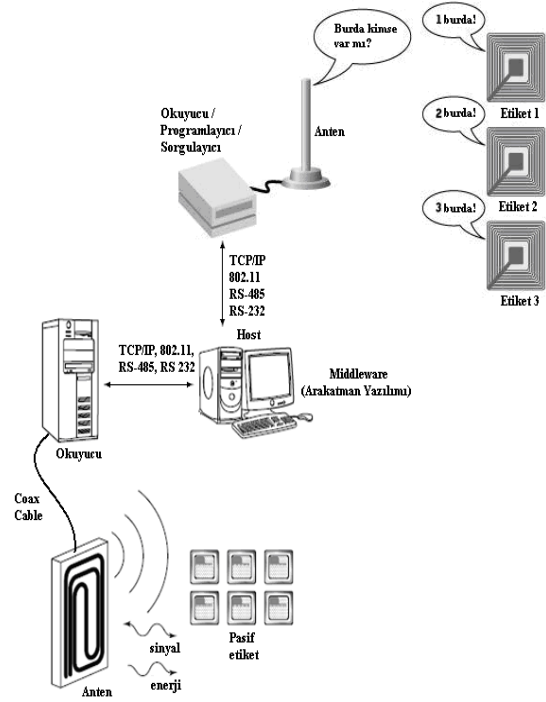 Burda kimse
var mı?
1 burda!
Etiket 1
Okuyucu /
Programlayıcı /
Sorgulayıcı
Anten
2 burda!
Etiket 2
3 burda!
Etiket 3
TCP/IP
802.11
RS-485
RS-232
Host
TCP/IP, 802.11,
RS-485, RS 232
Middleware
(Arakatman Yazılımı)
Okuyucu
Coax
Cable
Pasif
etiket
sinyal
enerji
Anten